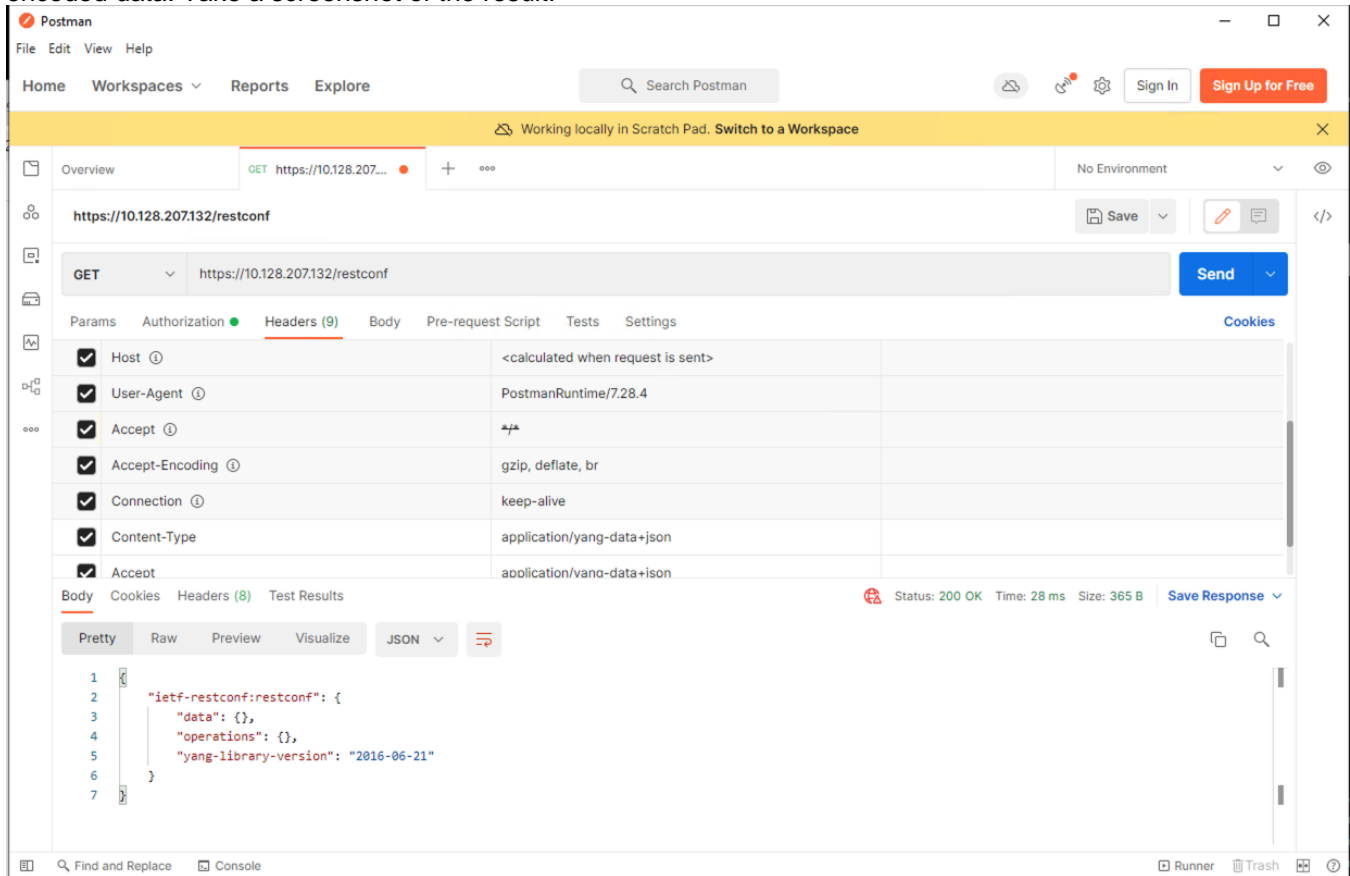 encoded data. Take a screenshot of the result.
Postman
File Edit View Help
Home Workspaces Reports Explore Search Postman Sign In Sign Up for Free
Working locally in Scratch Pad. Switch to a Workspace
Overview GET https://10.128.207.... No Environment
https://10.128.207.132/restconf Save
GET https://10.128.207.132/restconf Send
Params Authorization Headers (9) Body Pre-request Script Tests Settings Cookies
Host <calculated when request is sent>
User-Agent PostmanRuntime/7.28.4
Accept */*
Accept-Encoding gzip, deflate, br
Connection keep-alive
Content-Type application/yang-data+json
Accept application/yang-data+json
Body Cookies Headers (8) Test Results Status: 200 OK Time: 28 ms Size: 365 B Save Response
Pretty Raw Preview Visualize JSON
1 {
2 "ietf-restconf:restconf": {
3 "data": {},
4 "operations": {},
5 "yang-library-version": "2016-06-21"
6 }
7 }
Find and Replace Console Runner Trash